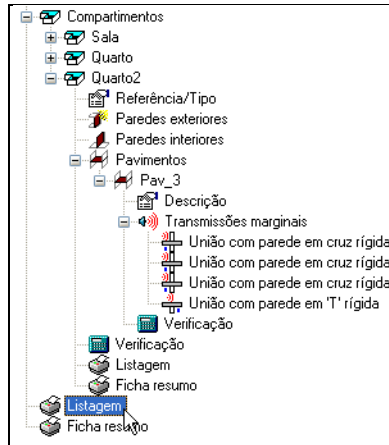 Compartimentos
Sala
Quarto
Quarto2
Referência/Tipo
Paredes exteriores
Paredes interiores
Pavimentos
Pav_3
Descrição
Transmissões marginais
União com parede em cruz rígida
União com parede em cruz rígida
União com parede em cruz rígida
União com parede em 'T' rígida
Verificação
Verificação
Listagem
Ficha resumo
Listagem
Ficha resumo